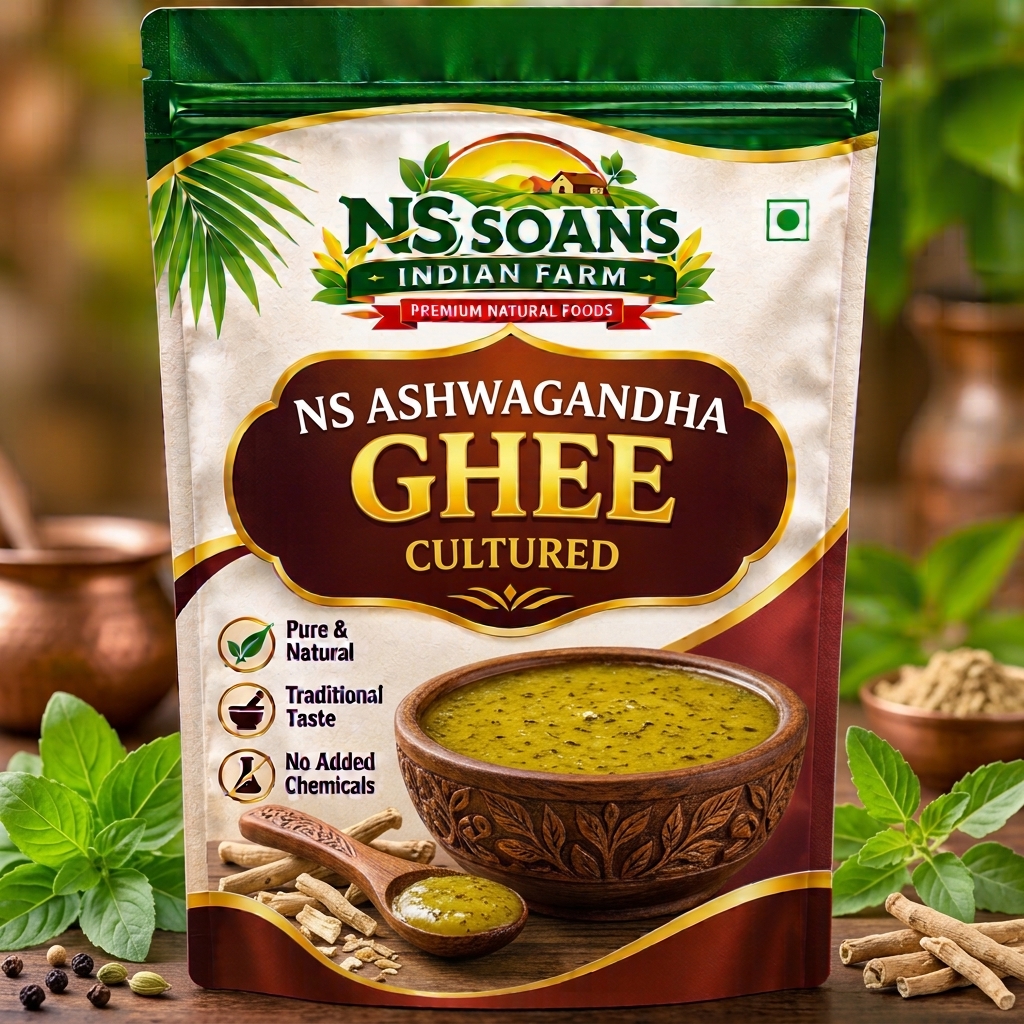 NS SOANS
INDIAN FARM
PREMIUM NATURAL FOODS
NS ASHWAGANDHA
GHEE
CULTURED
Pure &
Natural
Traditional
Taste
No Added
Chemicals